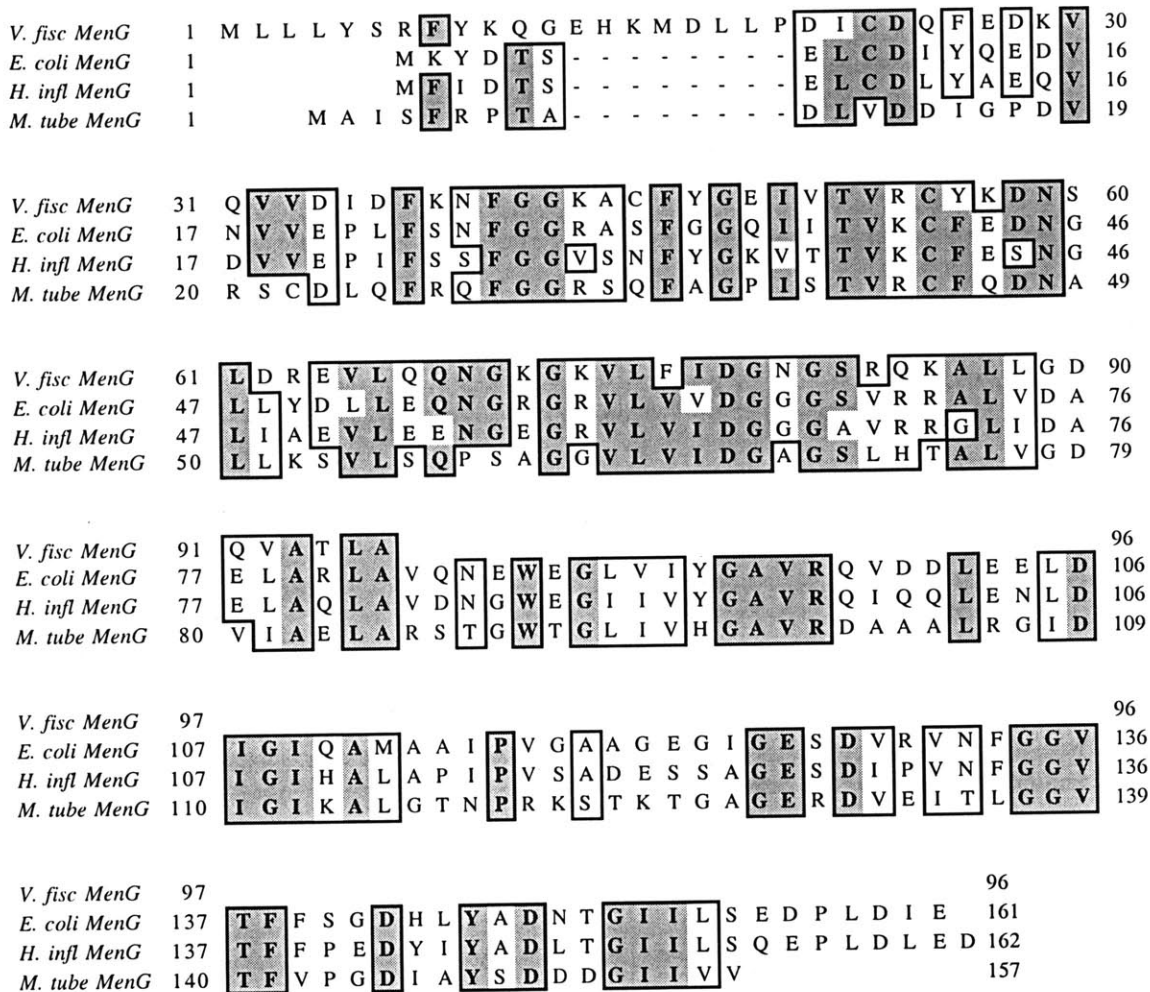 V. fisc MenG 1 M L L L Y S R F Y K Q G E H K M D L L P D I C D Q F E D K V 30
E. coli MenG 1 M K Y D T S - - - - - - - - E L C D I Y Q E D V 16
H. infl MenG 1 M F I D T S - - - - - - - - E L C D L Y A E Q V 16
M. tube MenG 1 M A I S F R P T A - - - - - - - - D L V D D I G P D V 19
V. fisc MenG 31 Q V V D I D F K N F G G K A C F Y G E I V T V R C Y K D N S 60
E. coli MenG 17 N V V E P L F S N F G G R A S F G G Q I I T V K C F E D N G 46
H. infl MenG 17 D V V E P I F S S F G G V S N F Y G K V T T V K C F E S N G 46
M. tube MenG 20 R S C D L Q F R Q F G G R S Q F A G P I S T V R C F Q D N A 49
V. fisc MenG 61 L D R E V L Q Q N G K G K V L F I D G N G S R Q K A L L G D 90
E. coli MenG 47 L L Y D L L E Q N G R G R V L V V D G G G S V R R A L V D A 76
H. infl MenG 47 L I A E V L E E N G E G R V L V I D G G G A V R R G L I D A 76
M. tube MenG 50 L L K S V L S Q P S A G G V L V I D G A G S L H T A L V G D 79
V. fisc MenG 91 Q V A T L A 96
E. coli MenG 77 E L A R L A V Q N E W E G L V I Y G A V R Q V D D L E E L D 106
H. infl MenG 77 E L A Q L A V D N G W E G I I V Y G A V R Q I Q Q L E N L D 106
M. tube MenG 80 V I A E L A R S T G W T G L I V H G A V R D A A A L R G I D 109
V. fisc MenG 97 96
E. coli MenG 107 I G I Q A M A A I P V G A A G E G I G E S D V R V N F G G V 136
H. infl MenG 107 I G I H A L A P I P V S A D E S S A G E S D I P V N F G G V 136
M. tube MenG 110 I G I K A L G T N P R K S T K T G A G E R D V E I T L G G V 139
V. fisc MenG 97 96
E. coli MenG 137 T F F S G D H L Y A D N T G I I L S E D P L D I E 161
H. infl MenG 137 T F F P E D Y I Y A D L T G I I L S Q E P L D L E D 162
M. tube MenG 140 T F V P G D I A Y S D D D G I I V V 157